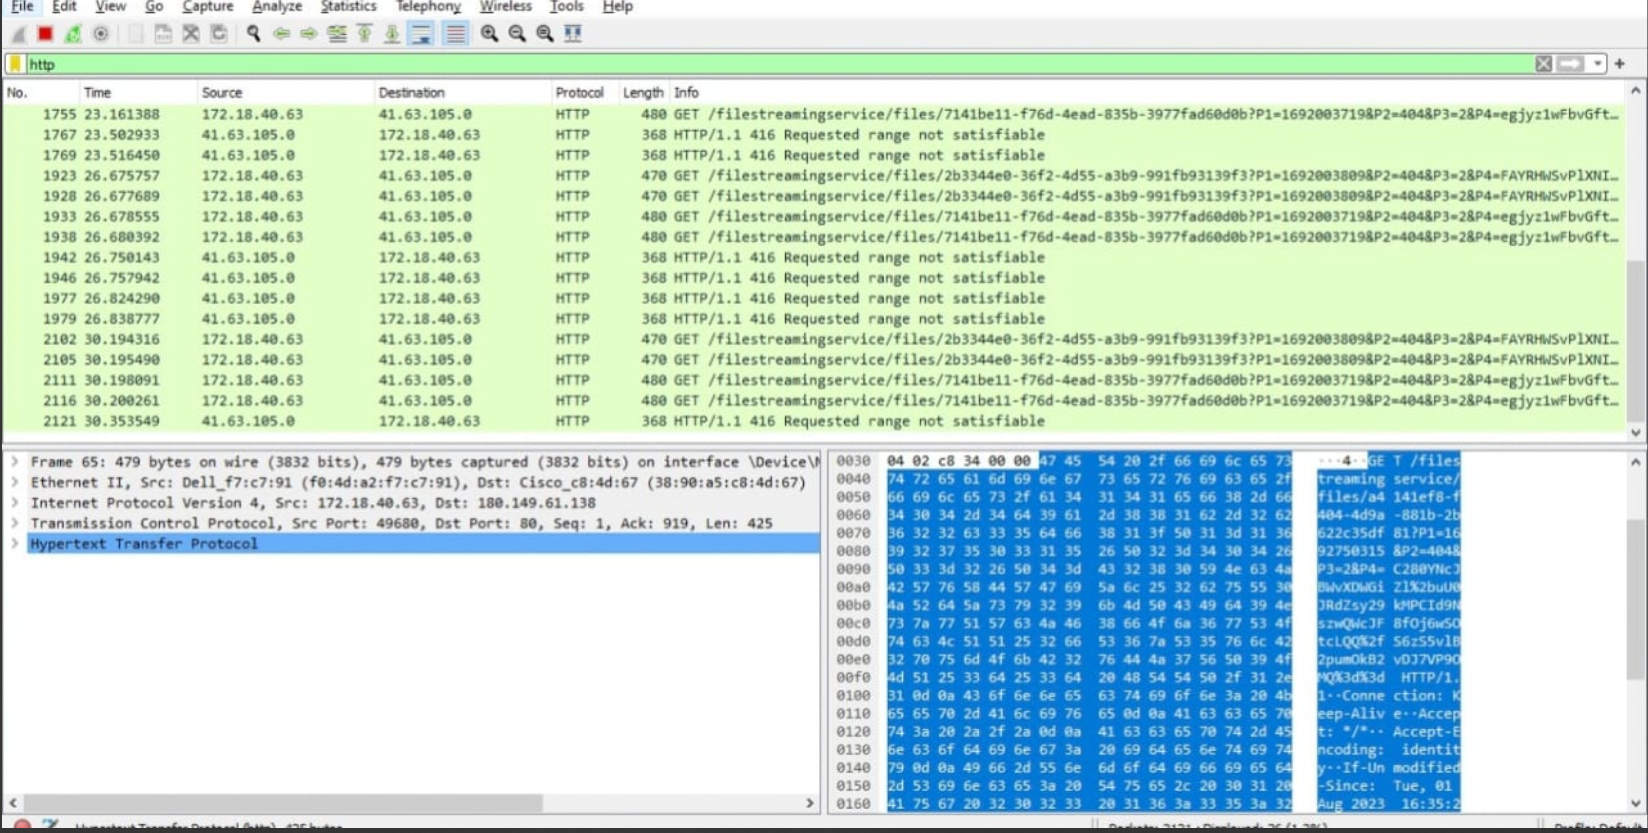 File Edit View Go Capture Analyze Statistics Telephony Wireless Tools Help
http
No. Time Source Destination Protocol Length Info
1755 23.161388 172.18.40.63 41.63.105.0 HTTP 480 GET /filestreamingservice/files/7141be11-f76d-4ead-835b-3977fad60d0b?P1=1692003719&P2=404&P3=2&P4=egjyz1wFbvGft…
1767 23.502933 41.63.105.0 172.18.40.63 HTTP 368 HTTP/1.1 416 Requested range not satisfiable
1769 23.516450 41.63.105.0 172.18.40.63 HTTP 368 HTTP/1.1 416 Requested range not satisfiable
1923 26.675757 172.18.40.63 41.63.105.0 HTTP 470 GET /filestreamingservice/files/2b3344e0-36f2-4d55-a3b9-991fb93139f3?P1=1692003809&P2=404&P3=2&P4=FAYRHWSvPlXNI…
1928 26.677689 172.18.40.63 41.63.105.0 HTTP 470 GET /filestreamingservice/files/2b3344e0-36f2-4d55-a3b9-991fb93139f3?P1=1692003809&P2=404&P3=2&P4=FAYRHWSvPlXNI…
1933 26.678555 172.18.40.63 41.63.105.0 HTTP 480 GET /filestreamingservice/files/7141be11-f76d-4ead-835b-3977fad60d0b?P1=1692003719&P2=404&P3=2&P4=egjyz1wFbvGft…
1938 26.680392 172.18.40.63 41.63.105.0 HTTP 480 GET /filestreamingservice/files/7141be11-f76d-4ead-835b-3977fad60d0b?P1=1692003719&P2=404&P3=2&P4=egjyz1wFbvGft…
1942 26.750143 41.63.105.0 172.18.40.63 HTTP 368 HTTP/1.1 416 Requested range not satisfiable
1946 26.757942 41.63.105.0 172.18.40.63 HTTP 368 HTTP/1.1 416 Requested range not satisfiable
1977 26.824290 41.63.105.0 172.18.40.63 HTTP 368 HTTP/1.1 416 Requested range not satisfiable
1979 26.838777 41.63.105.0 172.18.40.63 HTTP 368 HTTP/1.1 416 Requested range not satisfiable
2102 30.194316 172.18.40.63 41.63.105.0 HTTP 470 GET /filestreamingservice/files/2b3344e0-36f2-4d55-a3b9-991fb93139f3?P1=1692003809&P2=404&P3=2&P4=FAYRHWSvPlXNI…
2105 30.195490 172.18.40.63 41.63.105.0 HTTP 470 GET /filestreamingservice/files/2b3344e0-36f2-4d55-a3b9-991fb93139f3?P1=1692003809&P2=404&P3=2&P4=FAYRHWSvPlXNI…
2111 30.198091 172.18.40.63 41.63.105.0 HTTP 480 GET /filestreamingservice/files/7141be11-f76d-4ead-835b-3977fad60d0b?P1=1692003719&P2=404&P3=2&P4=egjyz1wFbvGft…
2116 30.200261 172.18.40.63 41.63.105.0 HTTP 480 GET /filestreamingservice/files/7141be11-f76d-4ead-835b-3977fad60d0b?P1=1692003719&P2=404&P3=2&P4=egjyz1wFbvGft…
2121 30.353549 41.63.105.0 172.18.40.63 HTTP 368 HTTP/1.1 416 Requested range not satisfiable
Frame 65: 479 bytes on wire (3832 bits), 479 bytes captured (3832 bits) on interface \Device\N
Ethernet II, Src: Dell_f7:c7:91 (f0:4d:a2:f7:c7:91), Dst: Cisco_c8:4d:67 (38:90:a5:c8:4d:67)
Internet Protocol Version 4, Src: 172.18.40.63, Dst: 180.149.61.138
Transmission Control Protocol, Src Port: 49680, Dst Port: 80, Seq: 1, Ack: 919, Len: 425
Hypertext Transfer Protocol
0030 04 02 c8 34 00 00 47 45 54 20 2f 66 69 6c 65 73 ···4··GE T /files
0040 74 72 65 61 6d 69 6e 67 73 65 72 76 69 63 65 2f treaming service/
0050 66 69 6c 65 73 2f 61 34 31 34 31 65 66 38 2d 66 files/a4 141ef8-f
0060 34 30 34 2d 34 64 39 61 2d 38 38 31 62 2d 32 62 404-4d9a -881b-2b
0070 36 32 32 63 33 35 64 66 38 31 3f 50 31 3d 31 36 622c35df 81?P1=16
0080 39 32 37 35 30 33 31 35 26 50 32 3d 34 30 34 26 92750315 &P2=404&
0090 50 33 3d 32 26 50 34 3d 43 32 38 30 59 4e 63 4a P3=2&P4= C280YNcJ
00a0 42 57 76 58 44 57 47 69 5a 6c 25 32 62 75 55 30 BWvXDWGi Zl%2buU0
00b0 4a 52 64 5a 73 79 32 39 6b 4d 50 43 49 64 39 4e JRdZsy29 kMPCId9N
00c0 73 7a 77 51 57 63 4a 46 38 66 4f 6a 36 77 53 4f szwQWcJF 8fOj6wSO
00d0 74 63 4c 51 51 25 32 66 53 36 7a 53 35 76 6c 42 tcLQQ%2f S6zS5vlB
00e0 32 70 75 6d 4f 6b 42 32 76 44 4a 37 56 50 39 4f 2pumOkB2 vDJ7VP9O
00f0 4d 51 25 33 64 25 33 64 20 48 54 54 50 2f 31 2e MQ%3d%3d HTTP/1.
0100 31 0d 0a 43 6f 6e 6e 65 63 74 69 6f 6e 3a 20 4b 1··Conne ction: K
0110 65 65 70 2d 41 6c 69 76 65 0d 0a 41 63 63 65 70 eep-Aliv e··Accep
0120 74 3a 20 2a 2f 2a 0d 0a 41 63 63 65 70 74 2d 45 t: */*·· Accept-E
0130 6e 63 6f 64 69 6e 67 3a 20 69 64 65 6e 74 69 74 ncoding: identit
0140 79 0d 0a 49 66 2d 55 6e 6d 6f 64 69 66 69 65 64 y··If-Un modified
0150 2d 53 69 6e 63 65 3a 20 54 75 65 2c 20 30 31 20 -Since: Tue, 01
0160 41 75 67 20 32 30 32 33 20 31 36 3a 33 35 3a 32 Aug 2023 16:35:2